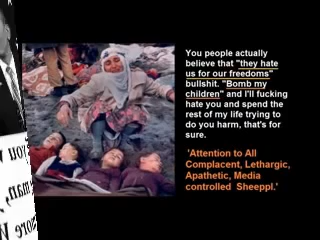 You people actually
believe that "they hate
us for our freedoms"
bullshit. "Bomb my
children" and I'll fucking
hate you and spend the
rest of my life trying to
do you harm, that's for
sure.
'Attention to All
Complacent, Lethargic,
Apathetic, Media
controlled Sheeppl.'